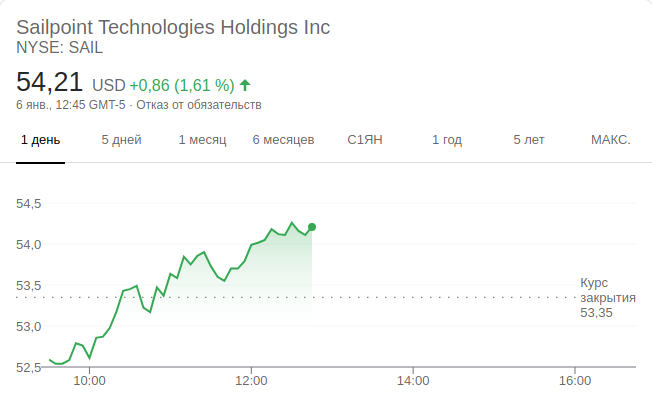 Sailpoint Technologies Holdings Inc
NYSE: SAIL
54,21 USD +0,86 (1,61 %)
6 янв., 12:45 GMT-5 · Отказ от обязательств
1 день 5 дней 1 месяц 6 месяцев С1ЯН 1 год 5 лет МАКС.
54,5
54,0
53,5
Курс
закрытия
53,35
53,0
52,5
10:00 12:00 14:00 16:00